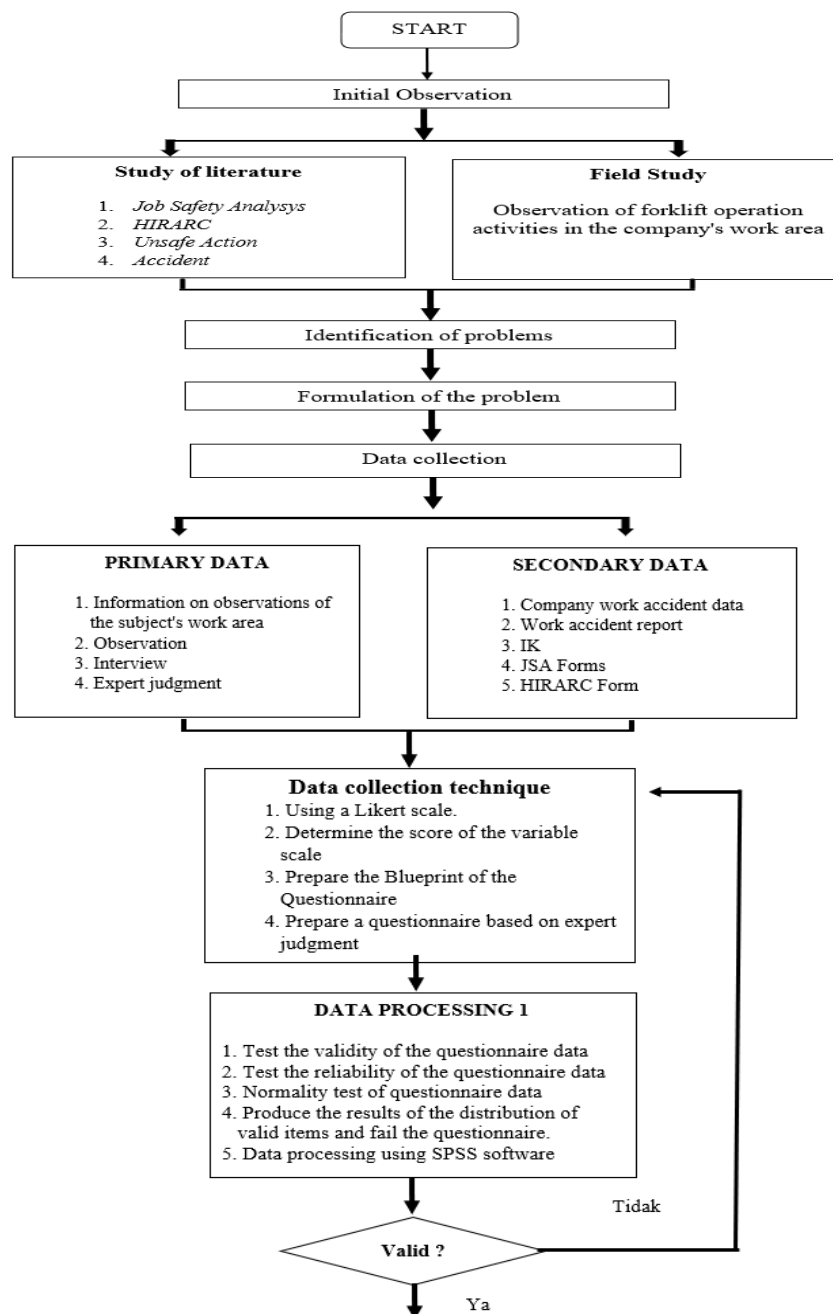 START
Initial Observation
Study of literature
1. Job Safety Analysys
2. HIRARC
3. Unsafe Action
4. Accident
Field Study
Observation of forklift operation
activities in the company's work area
Identification of problems
Formulation of the problem
Data collection
PRIMARY DATA
1. Information on observations of
the subject's work area
2. Observation
3. Interview
4. Expert judgment
SECONDARY DATA
1. Company work accident data
2. Work accident report
3. IK
4. JSA Forms
5. HIRARC Form
Data collection technique
1. Using a Likert scale.
2. Determine the score of the variable
scale
3. Prepare the Blueprint of the
Questionnaire
4. Prepare a questionnaire based on expert
judgment
DATA PROCESSING 1
1. Test the validity of the questionnaire data
2. Test the reliability of the questionnaire data
3. Normality test of questionnaire data
4. Produce the results of the distribution of
valid items and fail the questionnaire.
5. Data processing using SPSS software
Tidak
Valid ?
Ya